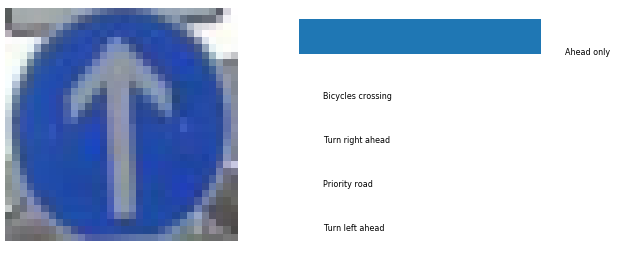 Ahead only
Bicycles crossing
Turn right ahead
Priority road
Turn left ahead